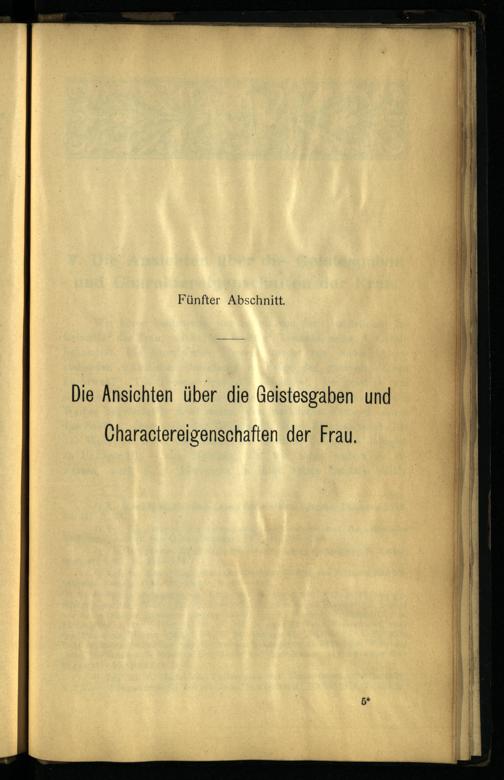 Fünfter Abschnitt.
Die Ansichten über die Geistesgaben und
Charactereigenschaften der Frau.
5*